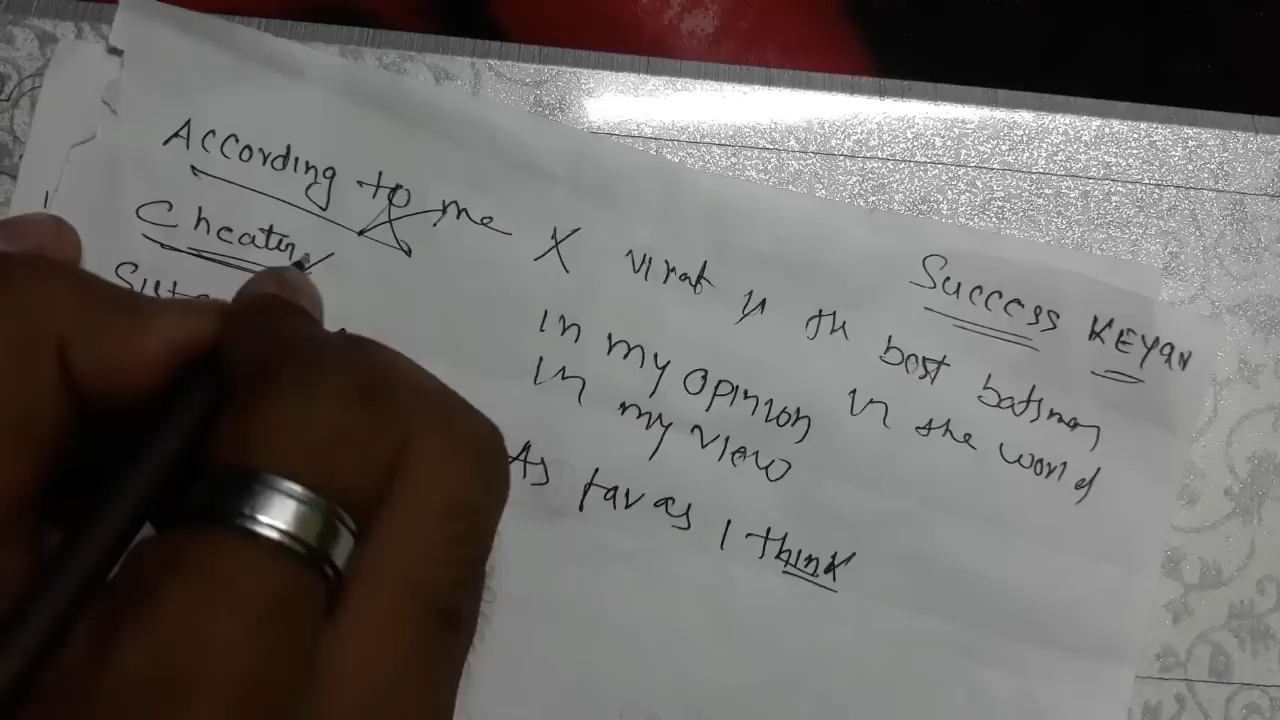 According to me X
Cheating
Success KEYAN
Virat is the best batsman
in the world
in my opinion
in my view
As far as I think